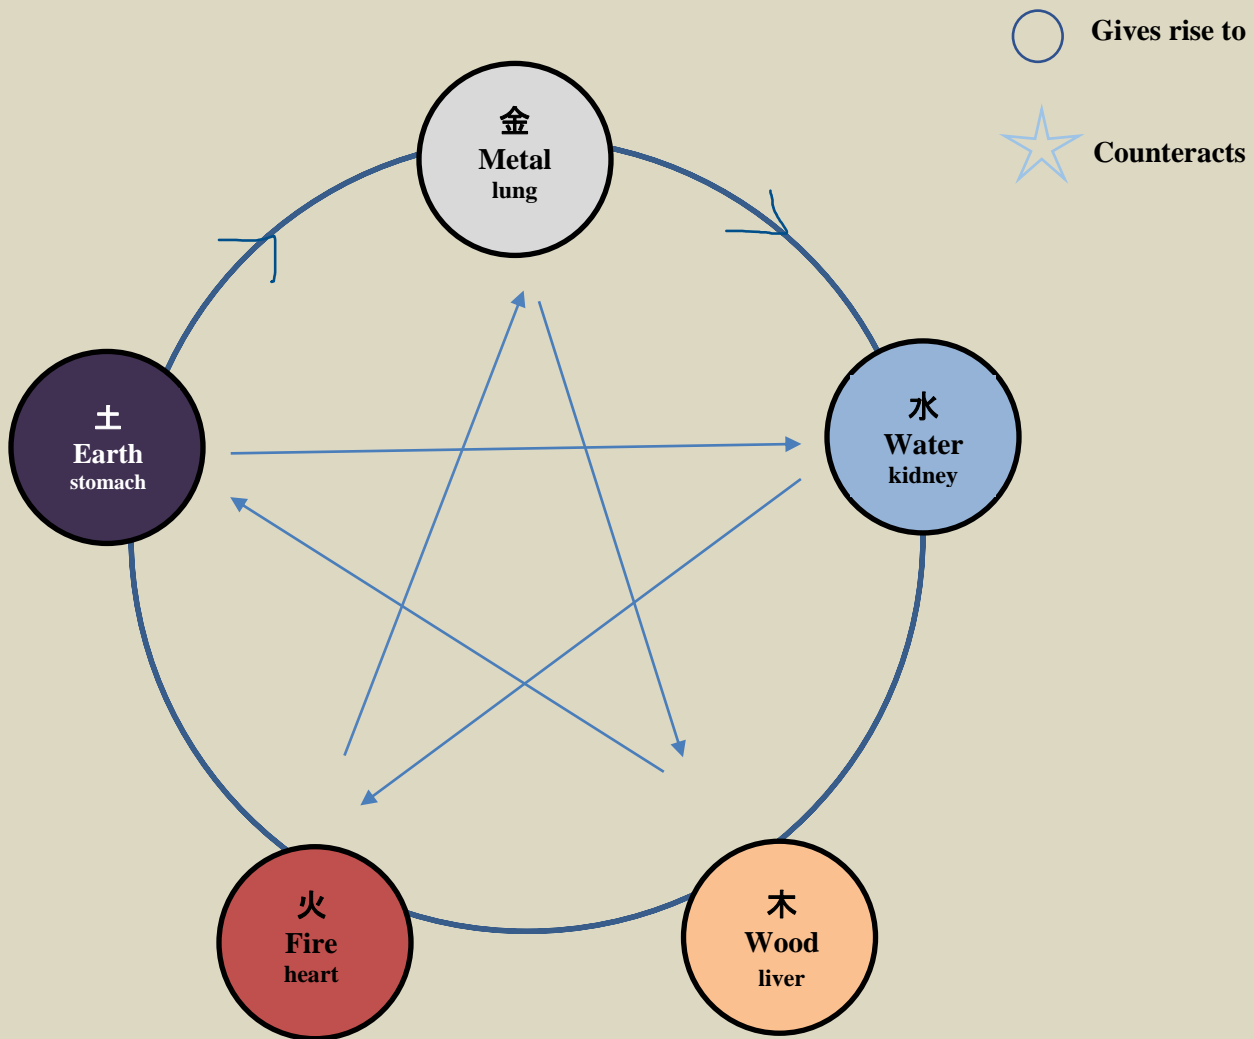 Gives rise to
Counteracts
金
Metal
lung
土
Earth
stomach
水
Water
kidney
火
Fire
heart
木
Wood
liver